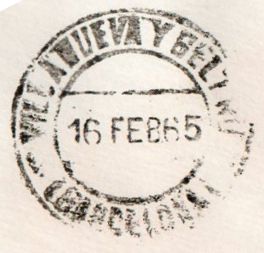 VILLANUEVA Y GELTRU
16 FEB 65
(BARCELONA)